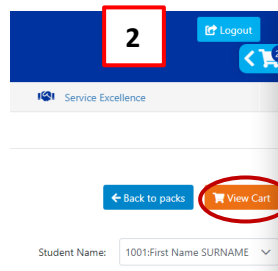 2
Logout
Service Excellence
Back to packs
View Cart
Student Name: 1001:First Name SURNAME